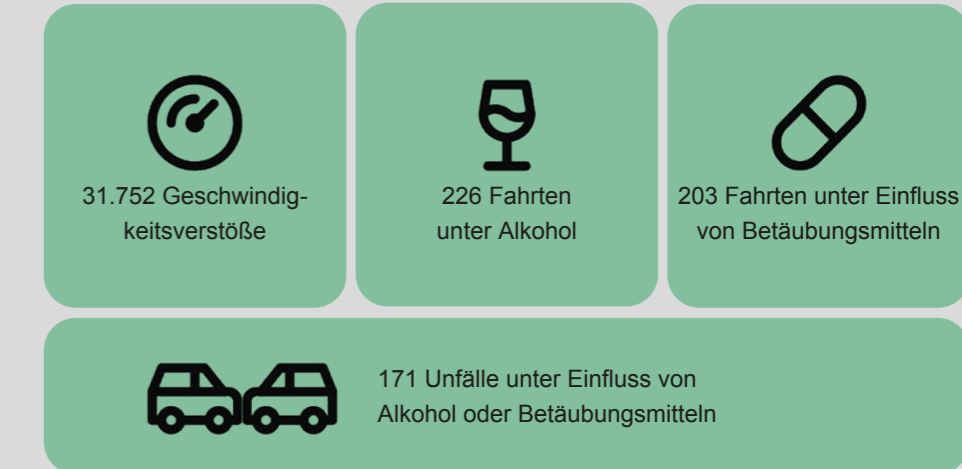 31.752 Geschwindig-
keitsverstöße
226 Fahrten
unter Alkohol
203 Fahrten unter Einfluss
von Betäubungsmitteln
171 Unfälle unter Einfluss von
Alkohol oder Betäubungsmitteln